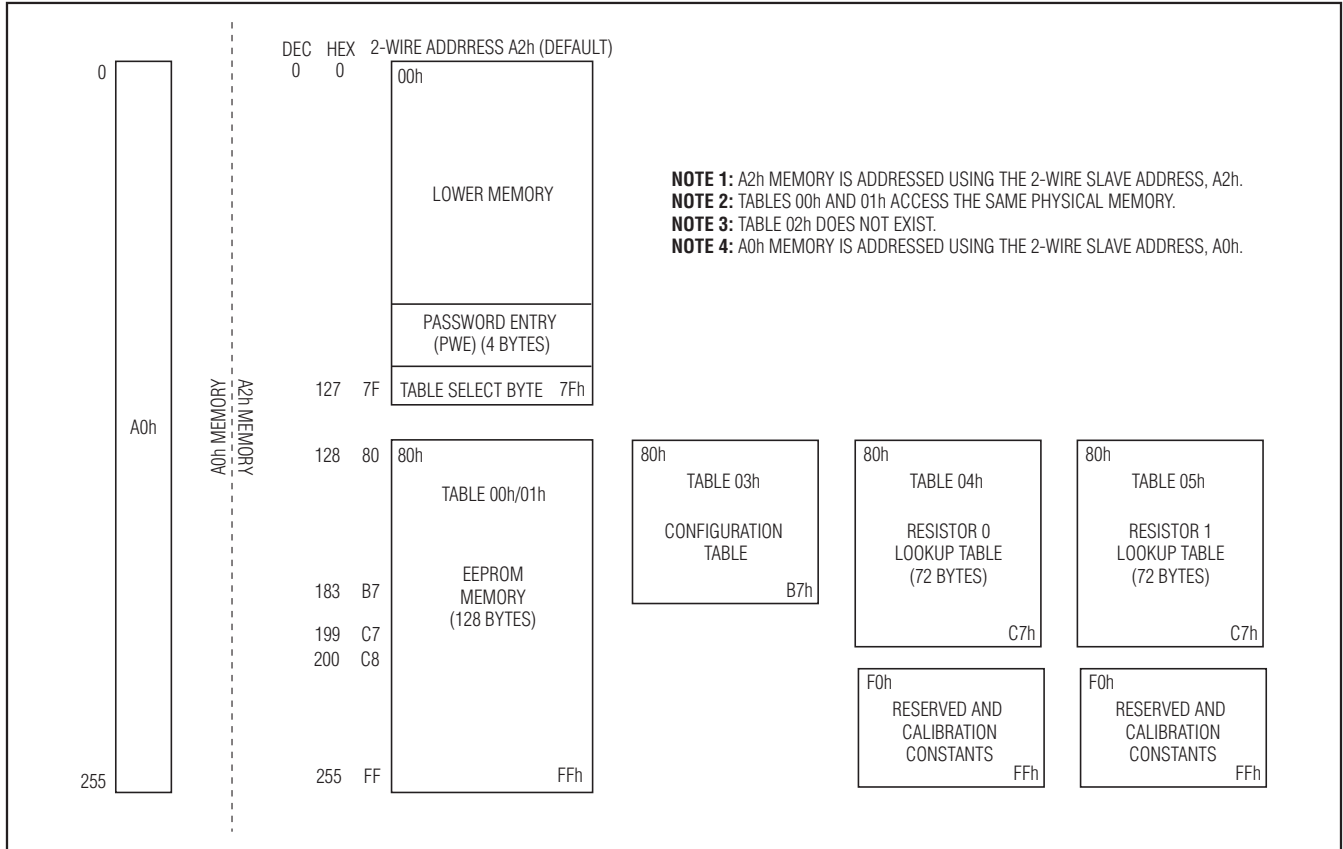 DEC HEX 2-WIRE ADDRRESS A2h (DEFAULT)
0
0 0
00h
LOWER MEMORY
NOTE 1: A2h MEMORY IS ADDRESSED USING THE 2-WIRE SLAVE ADDRESS, A2h.
NOTE 2: TABLES 00h AND 01h ACCESS THE SAME PHYSICAL MEMORY.
NOTE 3: TABLE 02h DOES NOT EXIST.
NOTE 4: A0h MEMORY IS ADDRESSED USING THE 2-WIRE SLAVE ADDRESS, A0h.
PASSWORD ENTRY
(PWE) (4 BYTES)
127 7F TABLE SELECT BYTE 7Fh
A0h
A0h MEMORY
A2h MEMORY
128 80 80h
TABLE 00h/01h
EEPROM
MEMORY
(128 BYTES)
183 B7
199 C7
200 C8
255
255 FF FFh
80h
TABLE 03h
CONFIGURATION
TABLE
B7h
80h
TABLE 04h
RESISTOR 0
LOOKUP TABLE
(72 BYTES)
C7h
80h
TABLE 05h
RESISTOR 1
LOOKUP TABLE
(72 BYTES)
C7h
F0h
RESERVED AND
CALIBRATION
CONSTANTS
FFh
F0h
RESERVED AND
CALIBRATION
CONSTANTS
FFh